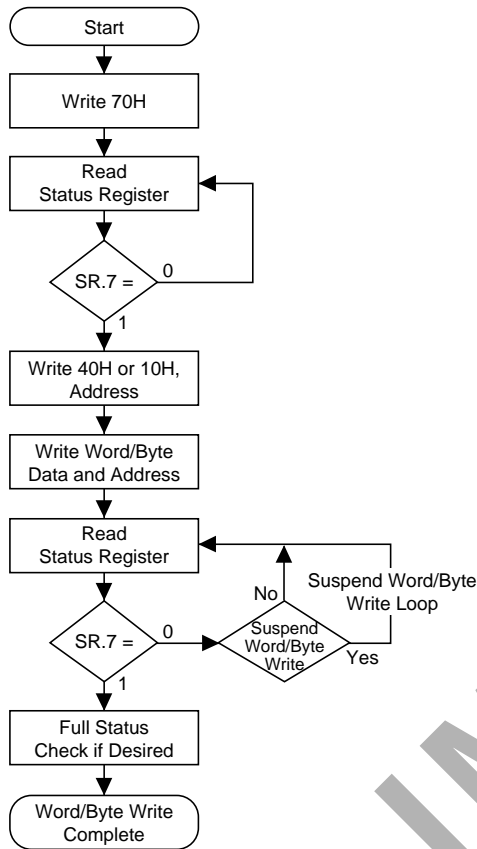 Start
Write 70H
Read
Status Register
SR.7 =
0
1
Write 40H or 10H,
Address
Write Word/Byte
Data and Address
Read
Status Register
No
Suspend Word/Byte
Write Loop
SR.7 =
0
Suspend
Word/Byte
Write
Yes
1
Full Status
Check if Desired
Word/Byte Write
Complete